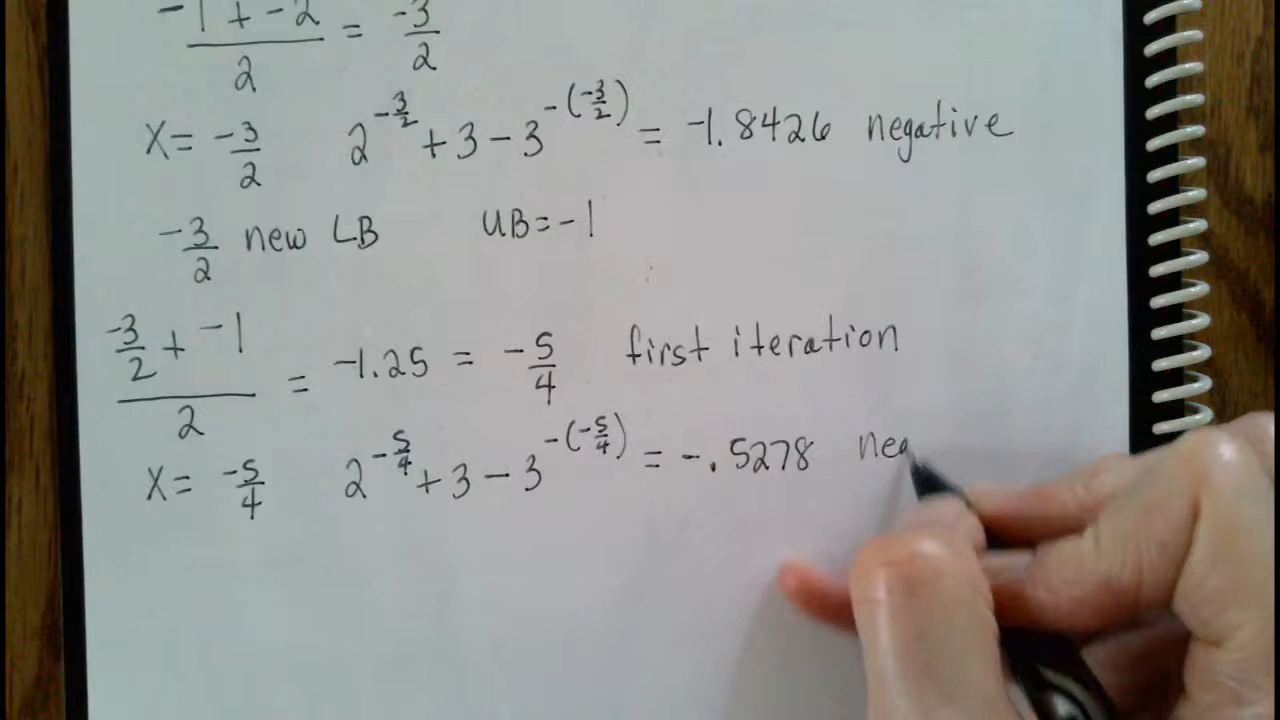 (-1 + -2)/2 = -3/2
X = -3/2   2^(-3/2) + 3 - 3^(-(-3/2)) = -1.8426 negative
-3/2 new LB   UB = -1
(-3/2 + -1)/2 = -1.25 = -5/4   first iteration
X = -5/4   2^(-5/4) + 3 - 3^(-(-5/4)) = -.5278 neg